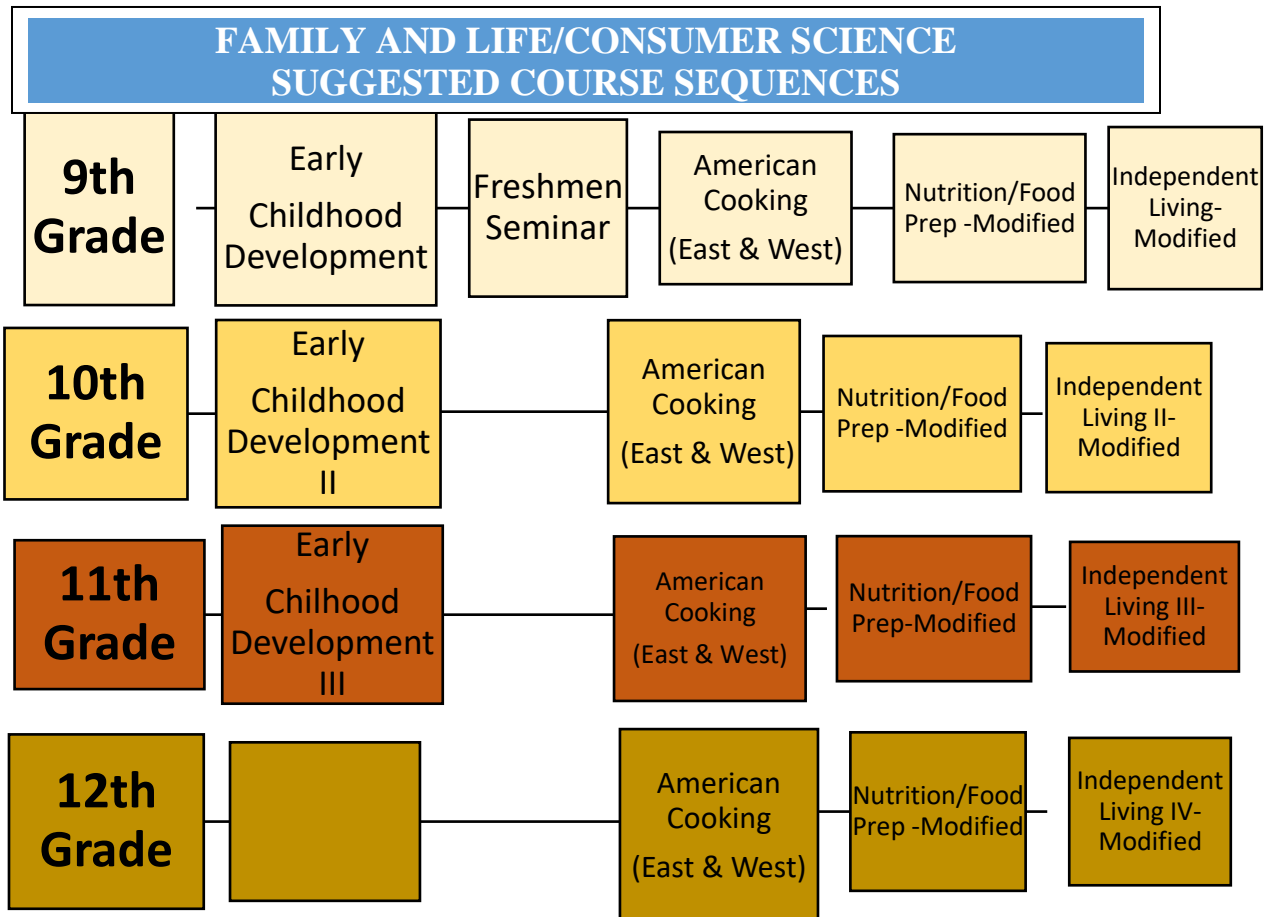 FAMILY AND LIFE/CONSUMER SCIENCE
SUGGESTED COURSE SEQUENCES
9th
Grade
Early
Childhood
Development
Freshmen
Seminar
American
Cooking
(East & West)
Nutrition/Food
Prep -Modified
Independent
Living-
Modified
10th
Grade
Early
Childhood
Development
II
American
Cooking
(East & West)
Nutrition/Food
Prep -Modified
Independent
Living II-
Modified
11th
Grade
Early
Chilhood
Development
III
American
Cooking
(East & West)
Nutrition/Food
Prep-Modified
Independent
Living III-
Modified
12th
Grade
American
Cooking
(East & West)
Nutrition/Food
Prep -Modified
Independent
Living IV-
Modified